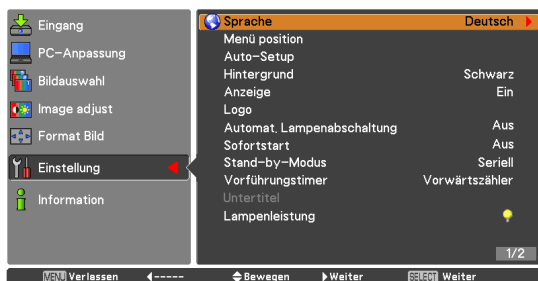 Eingang
PC-Anpassung
Bildauswahl
Image adjust
Format Bild
Einstellung
Information
Sprache Deutsch
Menü position
Auto-Setup
Hintergrund Schwarz
Anzeige Ein
Logo
Automat. Lampenabschaltung Aus
Sofortstart Aus
Stand-by-Modus Seriell
Vorführungstimer Vorwärtszähler
Untertitel
Lampenleistung
1/2
MENU Verlassen ----- Bewegen Weiter SELECT Weiter